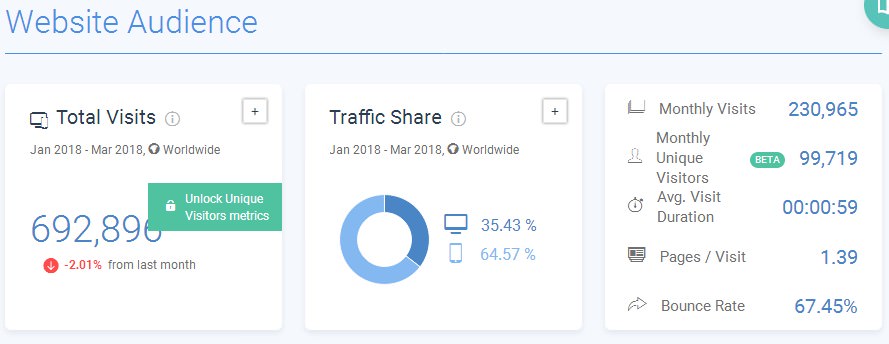 Website Audience
Total Visits
+
Jan 2018 - Mar 2018, Worldwide
Unlock Unique
Visitors metrics
692,896
-2.01% from last month
Traffic Share
+
Jan 2018 - Mar 2018, Worldwide
35.43 %
64.57 %
Monthly Visits 230,965
Monthly
Unique
Visitors
BETA 99,719
Avg. Visit
Duration
00:00:59
Pages / Visit 1.39
Bounce Rate 67.45%